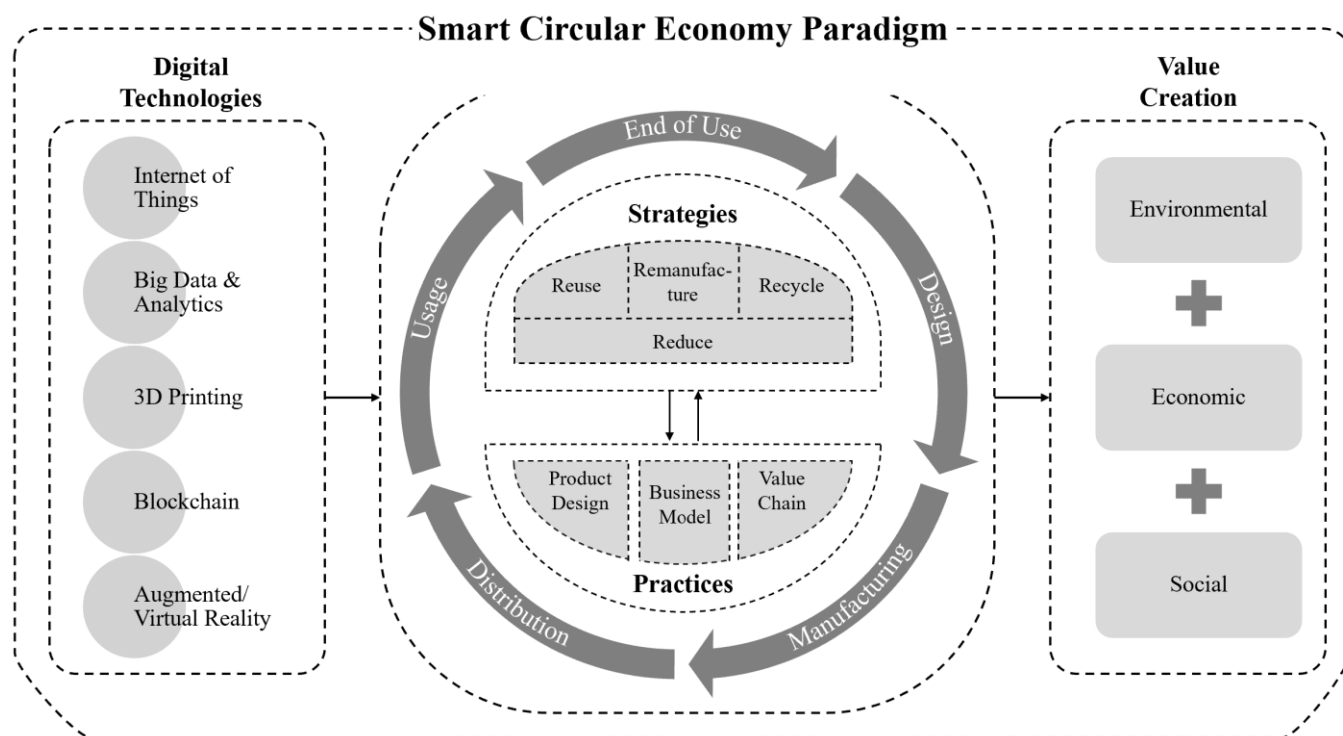 Smart Circular Economy Paradigm
Digital
Technologies
Internet of
Things
Big Data &
Analytics
3D Printing
Blockchain
Augmented/
Virtual Reality
End of Use
Design
Manufacturing
Distribution
Usage
Strategies
Reuse
Remanufac-
ture
Recycle
Reduce
Product
Design
Business
Model
Value
Chain
Practices
Value
Creation
Environmental
Economic
Social